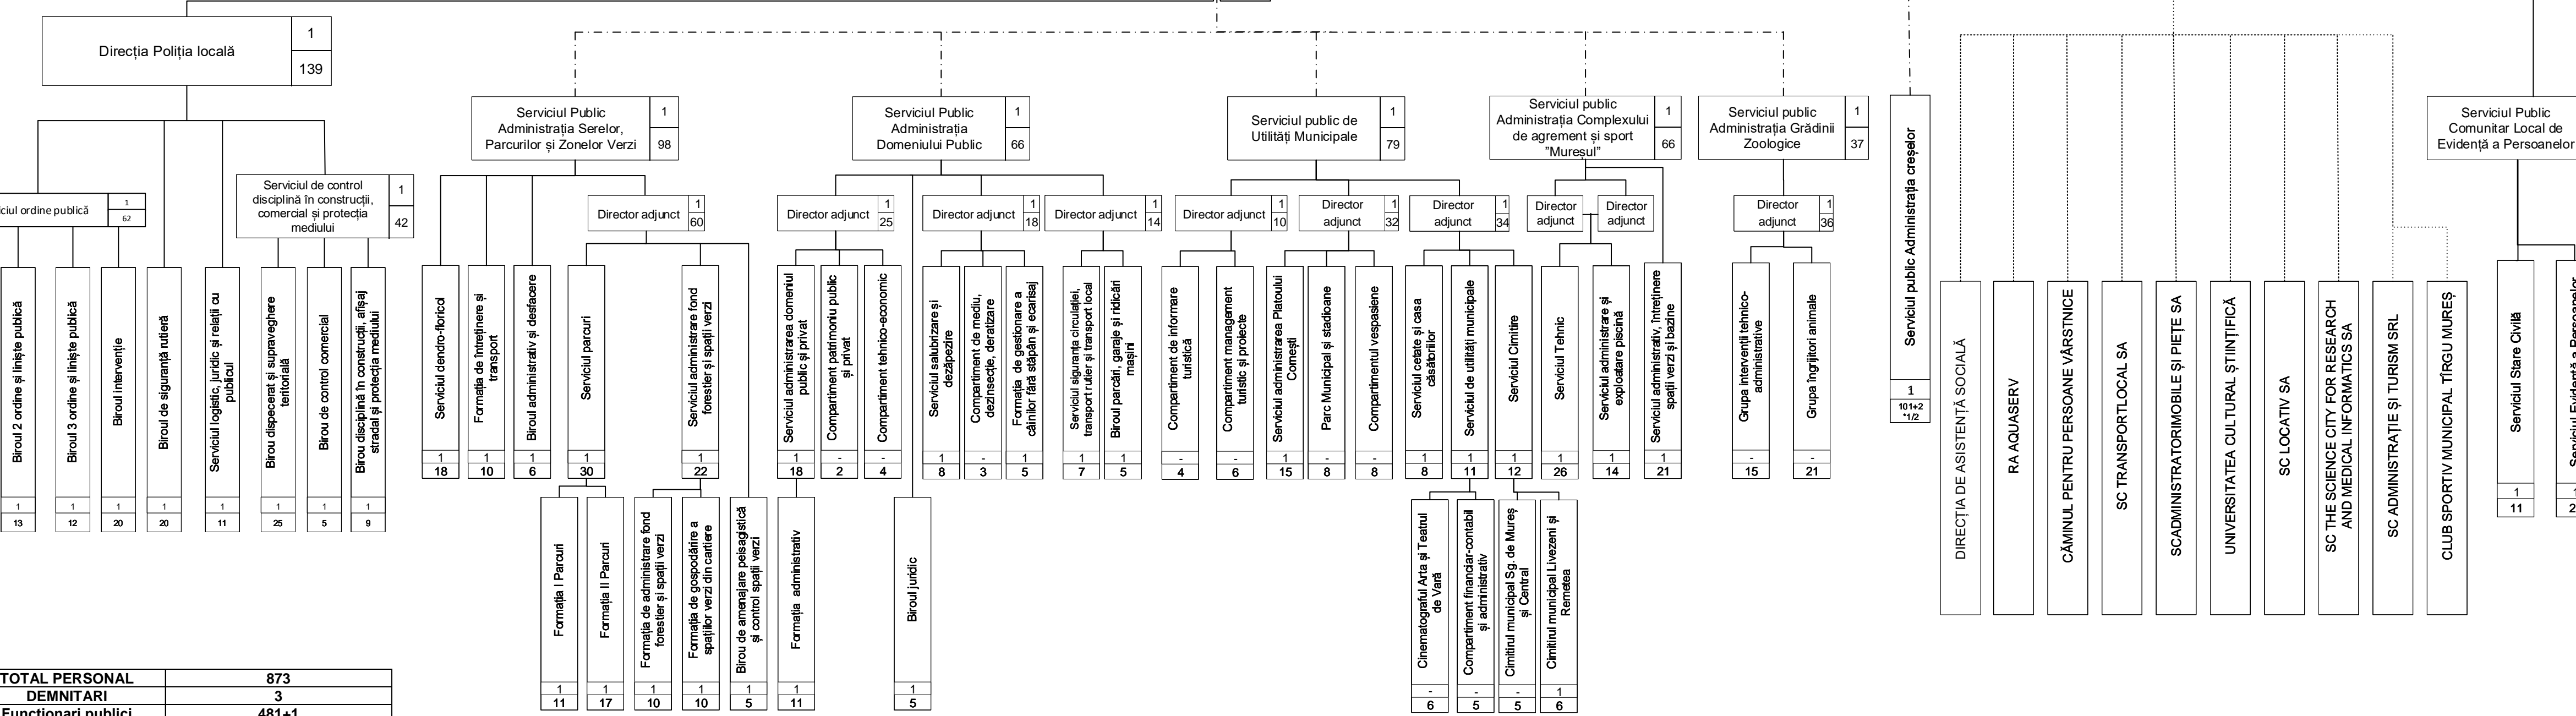 Direcția Poliția locală
1
139
Serviciul Public
Administrația Serelor,
Parcurilor și Zonelor Verzi
1
98
Serviciul Public
Administrația
Domeniului Public
1
66
Serviciul public de
Utilități Municipale
1
79
Serviciul public
Administrația Complexului
de agrement și sport
"Mureșul"
1
66
Serviciul public
Administrația Grădinii
Zoologice
1
37
Serviciul public Administrația creșelor
1
101+2
*1/2
Serviciul Public
Comunitar Local de
Evidență a Persoanelor
ordine publică
1
62
Serviciul de control
disciplină în construcții,
comercial și protecția
mediului
1
42
Director adjunct
1
60
Director adjunct
1
25
Director adjunct
1
18
Director adjunct
1
14
Director adjunct
1
10
Director
adjunct
1
32
Director
adjunct
1
34
Director
adjunct
Director
adjunct
Director
adjunct
1
36
Biroul 2 ordine și liniște publică
1
13
Biroul 3 ordine și liniște publică
1
12
Biroul intervenție
1
20
Biroul de siguranță rutieră
1
20
Serviciul logistic, juridic și relații cu
publicul
1
11
Birou dispecerat și supraveghere
teritorială
1
25
Birou de control comercial
1
5
Birou disciplină în construcții, afișaj
stradal și protecția mediului
1
9
Serviciul dendro-floricol
1
18
Formația de întreținere și
transport
1
10
Biroul administrativ și desfacere
1
6
Serviciul parcuri
1
30
Serviciul administrare fond
forestier și spații verzi
1
22
Serviciul administrarea domeniul
public și privat
1
18
Compartiment patrimoniu public
și privat
-
2
Compartiment tehnico-economic
-
4
Serviciul salubrizare și
dezăpezire
1
8
Compartiment de mediu,
dezinsecție, deratizare
-
3
Formația de gestionare a
câinilor fără stăpân și ecarisaj
1
5
Serviciul siguranța circulației,
transport rutier și transport local
1
7
Biroul parcări, garaje și ridicări
mașini
1
5
Compartiment de informare
turistică
-
4
Compartiment management
turistic și proiecte
-
6
Serviciul administrarea Platoului
Cornești
1
15
Parc Municipal și stadioane
-
8
Compartimentul vespasiene
-
8
Serviciul cetate și casa
căsătoriilor
1
8
Serviciul de utilități municipale
1
11
Serviciul Cimitire
1
12
Serviciul Tehnic
1
26
Serviciul administrare și
exploatare piscină
1
14
Serviciul administrativ, întreținere
spații verzi și bazine
1
21
Grupa intervenții tehnico-
administrative
-
15
Grupa îngrijitori animale
-
21
DIRECȚIA DE ASISTENȚĂ SOCIALĂ
RA AQUASERV
CĂMINUL PENTRU PERSOANE VÂRSTNICE
SC TRANSPORTLOCAL SA
SCADMINISTRATORIMOBILE ȘI PIEȚE SA
UNIVERSITATEA CULTURAL ȘTIINȚIFICĂ
SC LOCATIV SA
SC THE SCIENCE CITY FOR RESEARCH
AND MEDICAL INFORMATICS SA
SC ADMINISTRAȚIE ȘI TURISM SRL
CLUB SPORTIV MUNICIPAL TÎRGU MUREȘ
Serviciul Stare Civilă
1
11
Serviciul Evidență a Persoanelor
Formația I Parcuri
1
11
Formația II Parcuri
1
17
Formația de administrare fond
forestier și spații verzi
1
10
Formația de gospodărire a
spațiilor verzi din cartiere
1
10
Birou de amenajare peisagistică
și control spații verzi
1
5
Formația administrativ
1
11
Biroul juridic
1
5
Cinematograful Arta și Teatrul
de Vară
-
6
Compartiment financiar-contabil
și administrativ
-
5
Cimitirul municipal Sg. de Mureș
și Central
-
5
Cimitirul municipal Livezeni și
Remetea
1
6
TOTAL PERSONAL
873
DEMNITARI
3
Funcționari publici
481+1